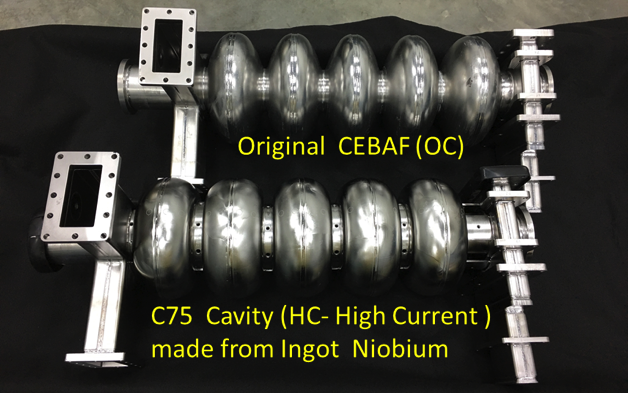 Original CEBAF (OC)
C75 Cavity (HC- High Current )
made from Ingot Niobium